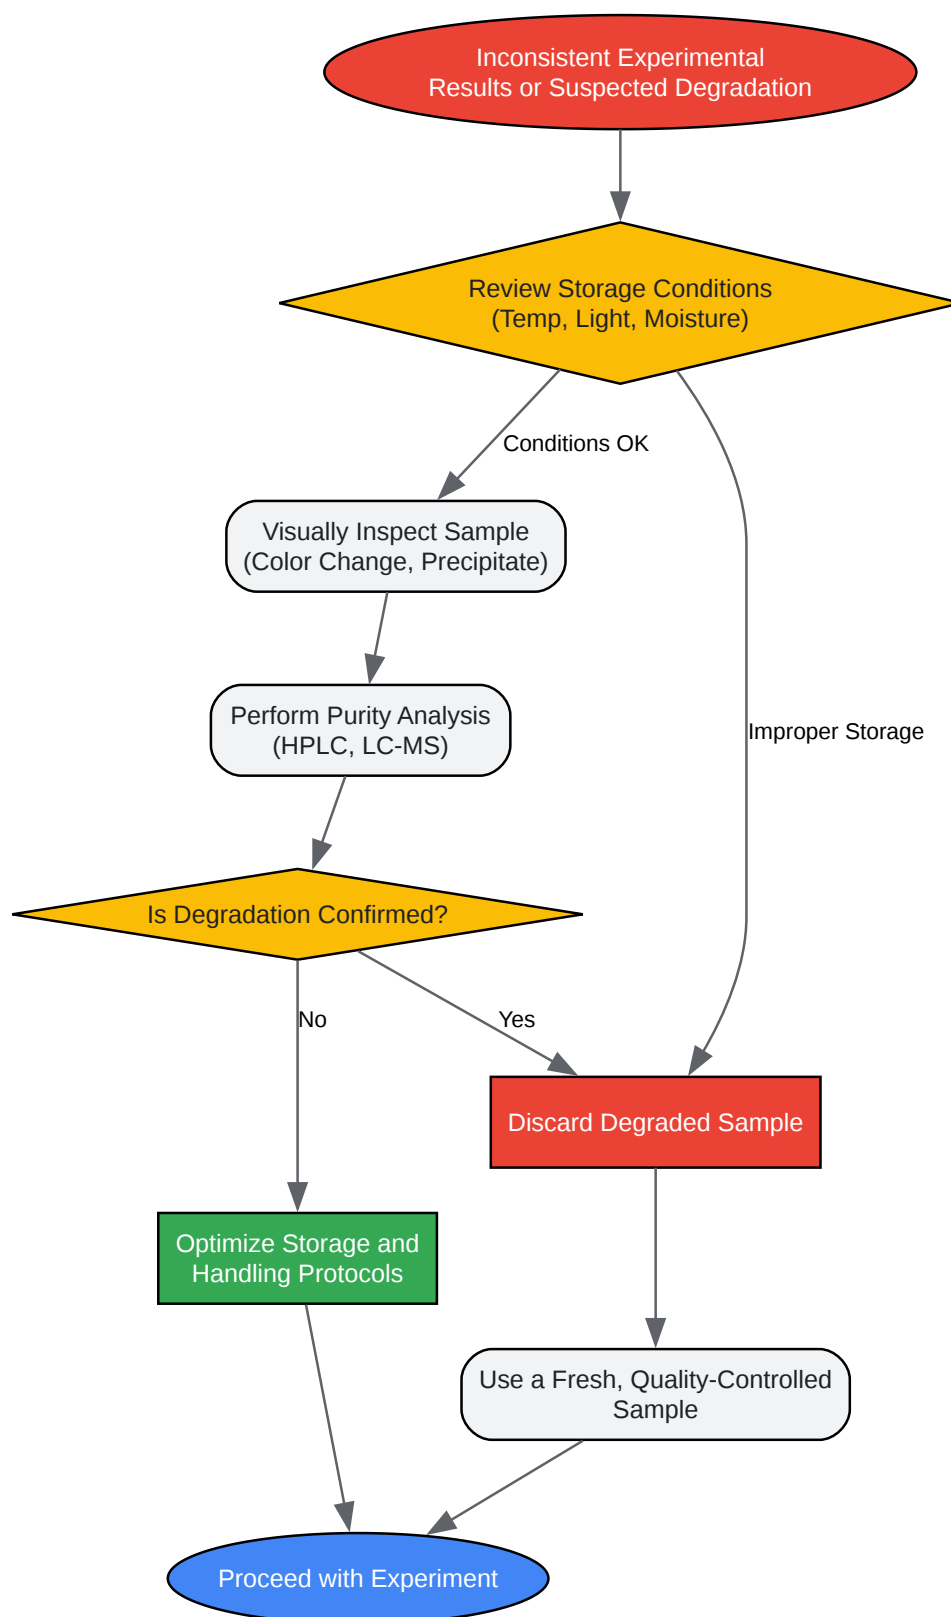 Inconsistent Experimental
Results or Suspected Degradation
Review Storage Conditions
(Temp, Light, Moisture)
Conditions OK
Visually Inspect Sample
(Color Change, Precipitate)
Perform Purity Analysis
(HPLC, LC-MS)
Improper Storage
Is Degradation Confirmed?
No
Yes
Discard Degraded Sample
Optimize Storage and
Handling Protocols
Use a Fresh, Quality-Controlled
Sample
Proceed with Experiment